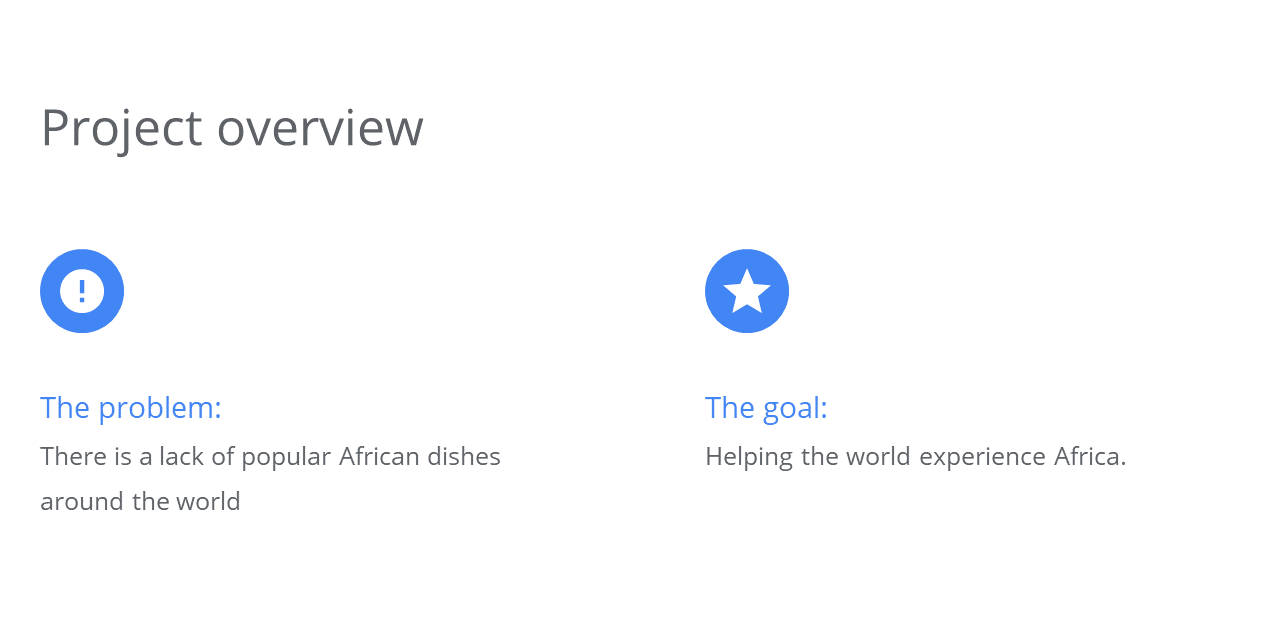 Project overview
The problem:
There is a lack of popular African dishes
around the world
The goal:
Helping the world experience Africa.